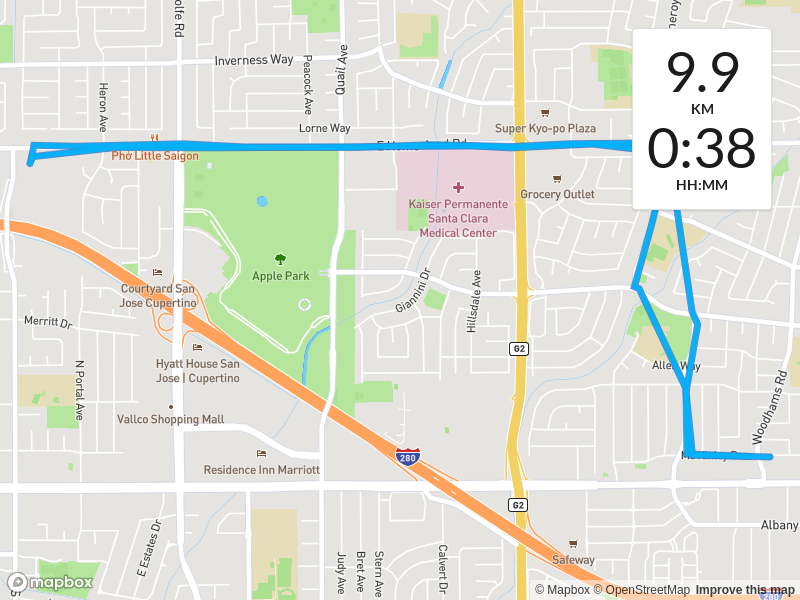 olfe Rd
Inverness Way
Quail Ave
Peacock Ave
Heron Ave
Lorne Way
Super Kyo-po Plaza
9.9
KM
0:38
HH:MM
Phở Little Saigon
Grocery Outlet
Kaiser Permanente
Santa Clara
Medical Center
Apple Park
Giannini Dr
Hillsdale Ave
Courtyard San
Jose Cupertino
Merritt Dr
Hyatt House San
Jose | Cupertino
N Portal Ave
G2
Allen Way
Woodhams Rd
Vallco Shopping Mall
Residence Inn Marriott
280
G2
Albany
E Estates Dr
Judy Ave
Bret Ave
Stern Ave
Calvert Dr
Safeway
280
mapbox
© Mapbox © OpenStreetMap Improve this map